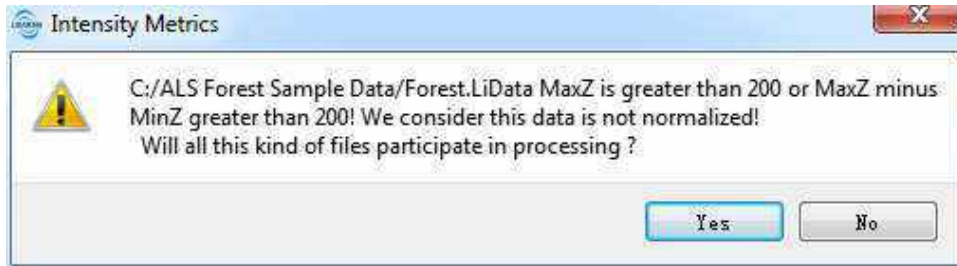 Intensity Metrics
C:/ALS Forest Sample Data/Forest.LiData MaxZ is greater than 200 or MaxZ minus
MinZ greater than 200! We consider this data is not normalized!
Will all this kind of files participate in processing ?
Yes No